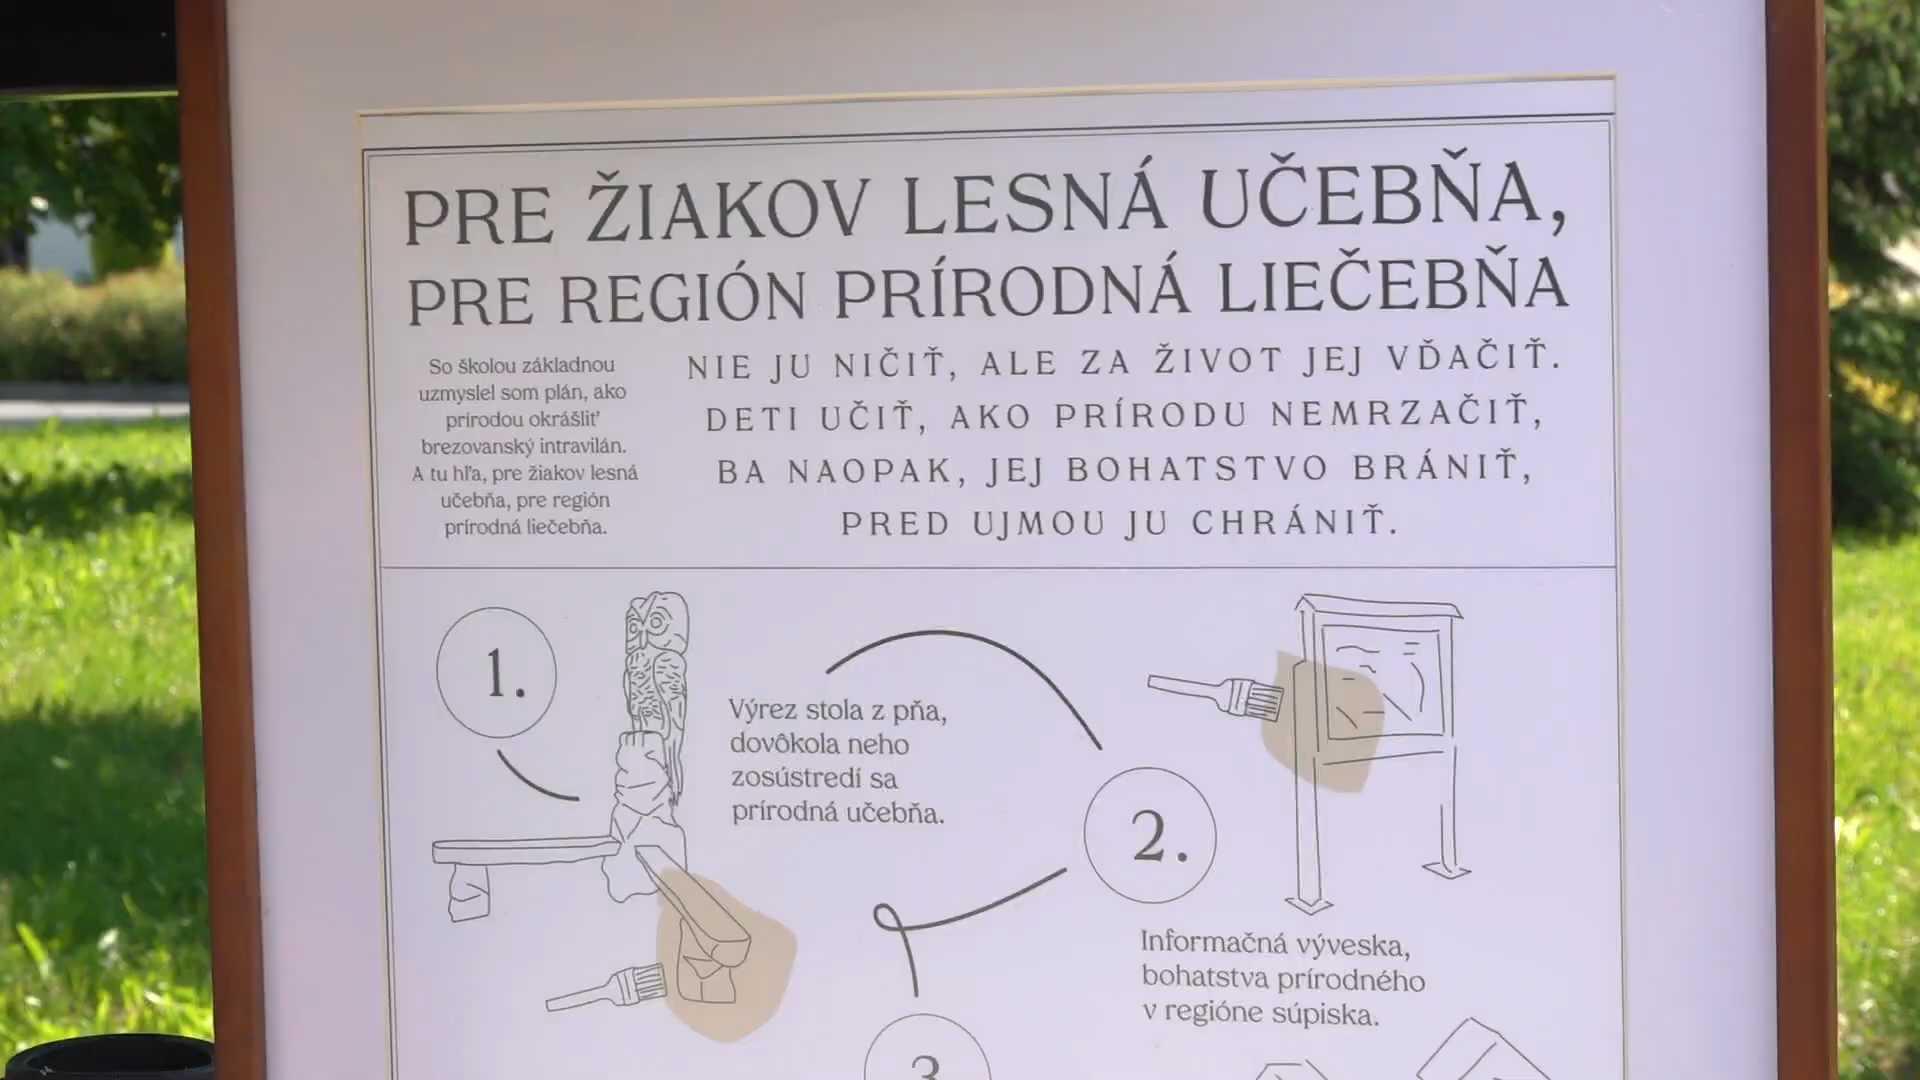 PRE ŽIAKOV LESNÁ UČEBŇA,
PRE REGIÓN PRÍRODNÁ LIEČEBŇA
So školou základnou
uzmyslel som plán, ako
prírodou okrášliť
brezovanský intravilán.
A tu hľa, pre žiakov lesná
učebňa, pre región
prírodná liečebňa.
NIE JU NIČIŤ, ALE ZA ŽIVOT JEJ VĎAČIŤ.
DETI UČIŤ, AKO PRÍRODU NEMRZAČIŤ,
BA NAOPAK, JEJ BOHATSTVO BRÁNIŤ,
PRED UJMOU JU CHRÁNIŤ.
1.
Výrez stola z pňa,
dovôkola neho
zosústredí sa
prírodná učebňa.
2.
Informačná výveska,
bohatstva prírodného
v regióne súpiska.
3